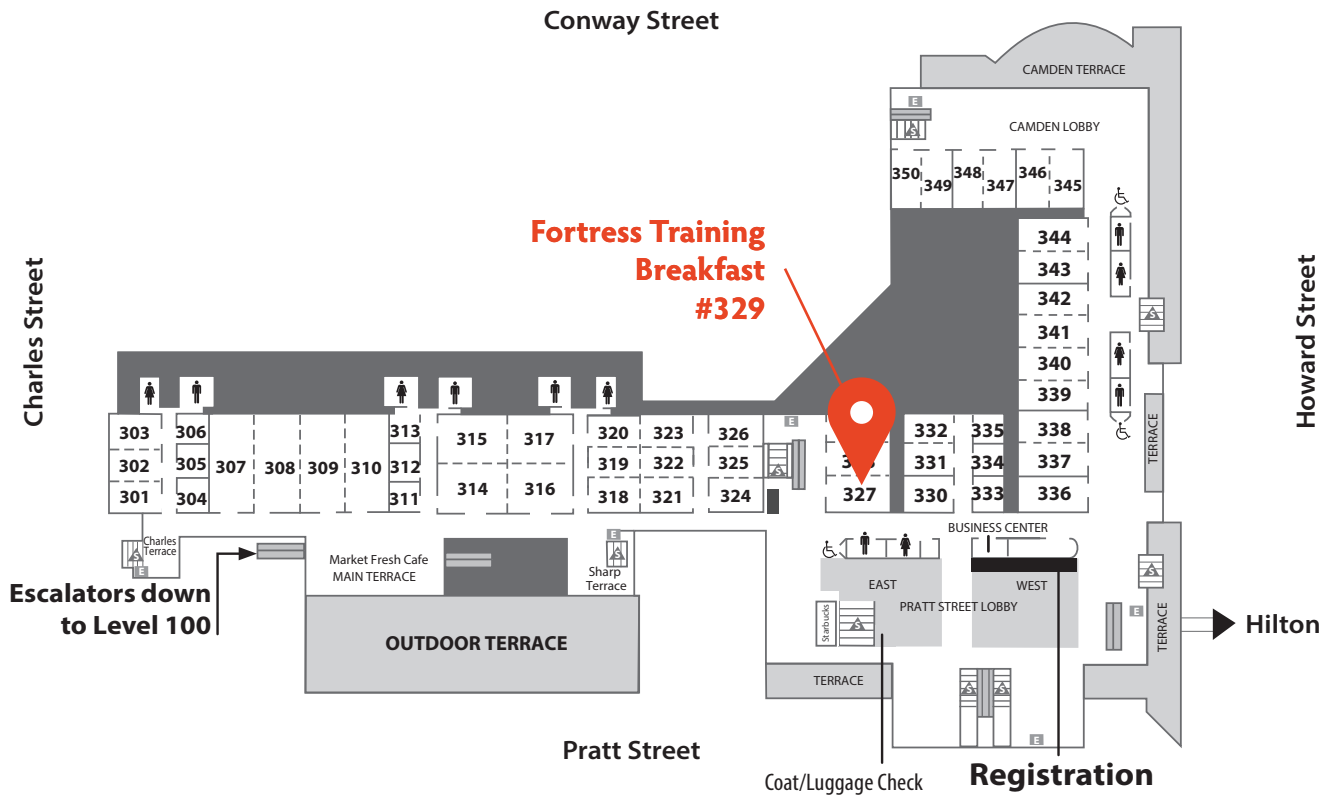 Conway Street
CAMDEN TERRACE
E
CAMDEN LOBBY
S
350 349 348 347 346 345
Fortress Training
Breakfast
#329
344
343
342
341
340
339
338
337
336
S
Charles Street
Howard Street
TERRACE
303 306 307 308 309 310 313 315 317 320 323 326 332 335
302 305 312 319 322 325 331 334
301 304 311 314 316 318 321 324 327 330 333
E
S
Charles
Terrace
S
E
Escalators down
to Level 100
Market Fresh Cafe
MAIN TERRACE
E
S
Sharp
Terrace
OUTDOOR TERRACE
BUSINESS CENTER
EAST
WEST
PRATT STREET LOBBY
Starbucks
S
S
E
TERRACE
Hilton
TERRACE
S
S
E
Pratt Street
Coat/Luggage Check
Registration